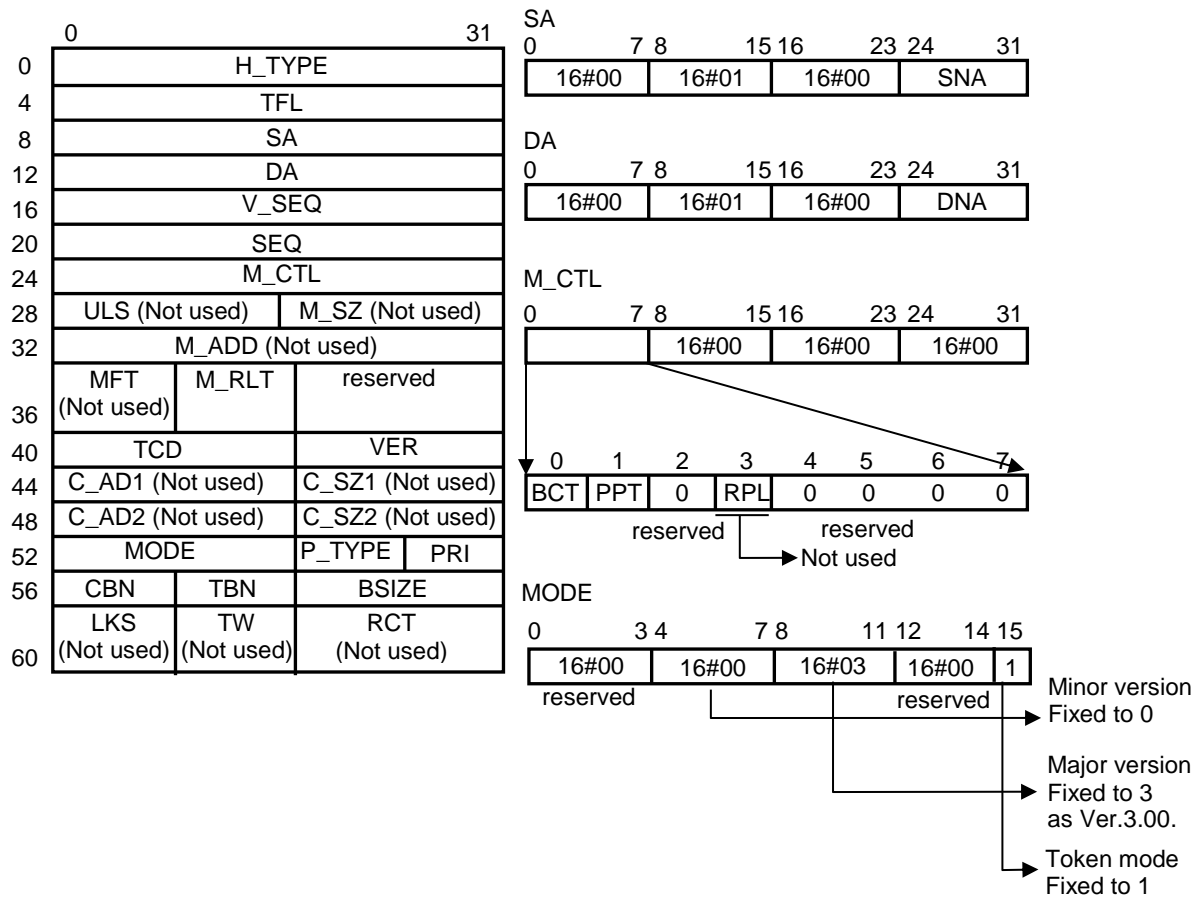 0 31
0 H_TYPE
4 TFL
8 SA
12 DA
16 V_SEQ
20 SEQ
24 M_CTL
28 ULS (Not used) M_SZ (Not used)
32 M_ADD (Not used)
MFT M_RLT reserved
(Not used)
36
40 TCD VER
44 C_AD1 (Not used) C_SZ1 (Not used)
48 C_AD2 (Not used) C_SZ2 (Not used)
52 MODE P_TYPE PRI
56 CBN TBN BSIZE
LKS TW RCT
(Not used) (Not used) (Not used)
60
SA
0 7 8 15 16 23 24 31
16#00 16#01 16#00 SNA
DA
0 7 8 15 16 23 24 31
16#00 16#01 16#00 DNA
M_CTL
0 7 8 15 16 23 24 31
16#00 16#00 16#00
0 1 2 3 4 5 6 7
BCT PPT 0 RPL 0 0 0 0
reserved reserved
Not used
MODE
0 3 4 7 8 11 12 14 15
16#00 16#00 16#03 16#00 1
reserved reserved
Minor version
Fixed to 0
Major version
Fixed to 3
as Ver.3.00.
Token mode
Fixed to 1